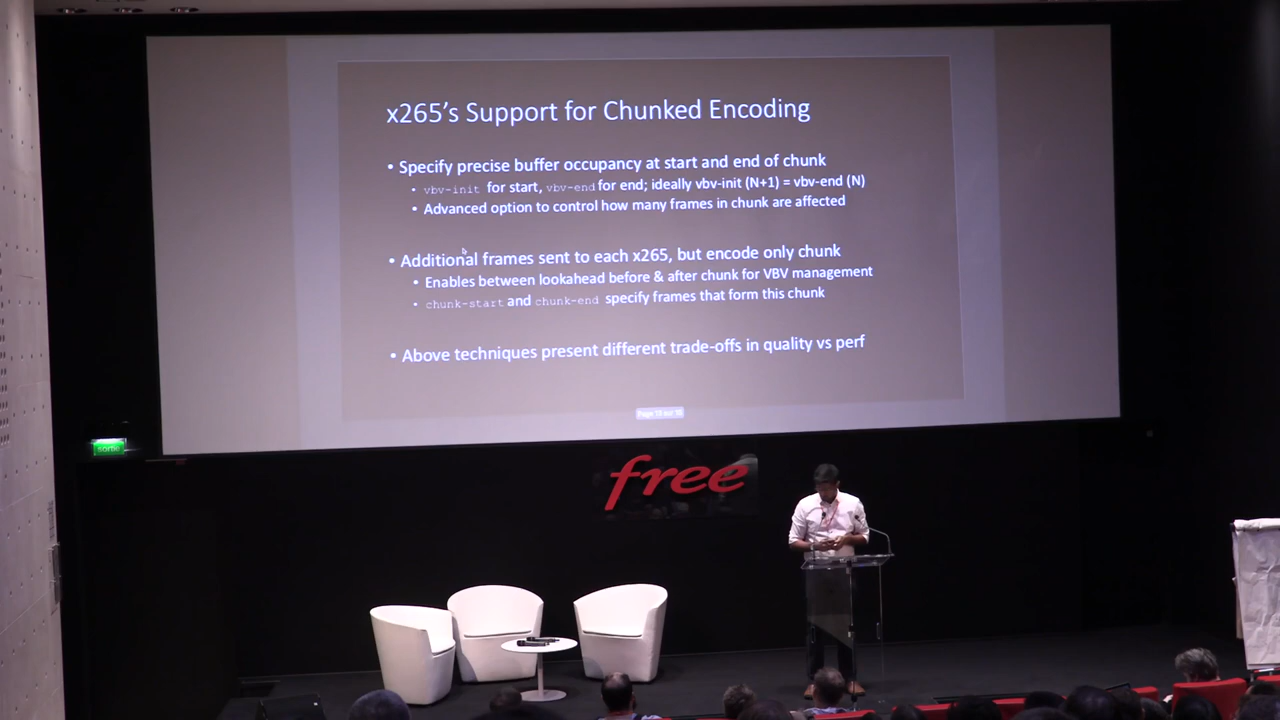 x265's Support for Chunked Encoding
• Specify precise buffer occupancy at start and end of chunk
• vbv-init for start, vbv-end for end; ideally vbv-init (N+1) = vbv-end (N)
• Advanced option to control how many frames in chunk are affected
• Additional frames sent to each x265, but encode only chunk
• Enables between lookahead before & after chunk for VBV management
• chunk-start and chunk-end specify frames that form this chunk
• Above techniques present different trade-offs in quality vs perf
sortie
free